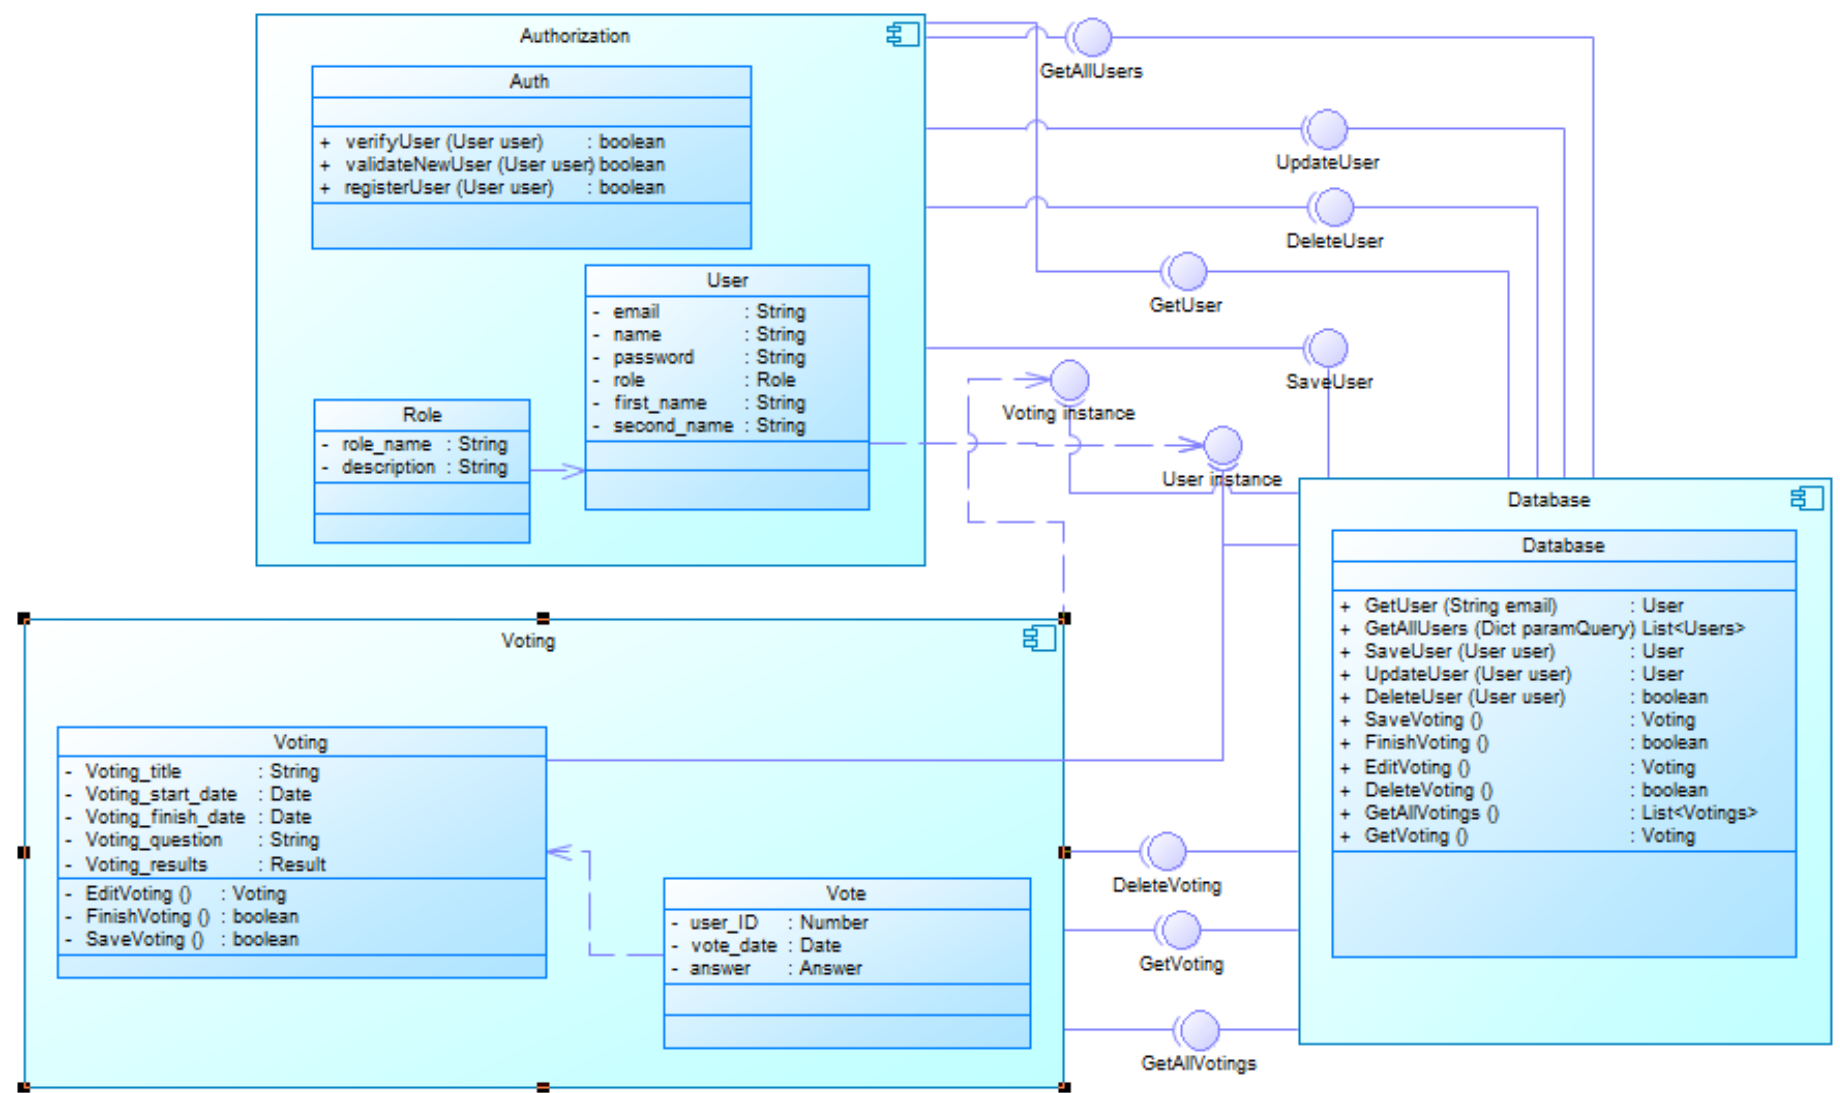 Authorization
Auth
+ verifyUser (User user) : boolean
+ validateNewUser (User user) boolean
+ registerUser (User user) : boolean
User
- email : String
- name : String
- password : String
- role : Role
- first_name : String
- second_name : String
Role
- role_name : String
- description : String
GetAllUsers
UpdateUser
DeleteUser
GetUser
SaveUser
Voting instance
User instance
Database
Database
+ GetUser (String email) : User
+ GetAllUsers (Dict paramQuery) List<Users>
+ SaveUser (User user) : User
+ UpdateUser (User user) : User
+ DeleteUser (User user) : boolean
+ SaveVoting () : Voting
+ FinishVoting () : boolean
+ EditVoting () : Voting
+ DeleteVoting () : boolean
+ GetAllVotings () : List<Votings>
+ GetVoting () : Voting
Voting
Voting
- Voting_title : String
- Voting_start_date : Date
- Voting_finish_date : Date
- Voting_question : String
- Voting_results : Result
- EditVoting () : Voting
- FinishVoting () : boolean
- SaveVoting () : boolean
Vote
- user_ID : Number
- vote_date : Date
- answer : Answer
DeleteVoting
GetVoting
GetAllVotings